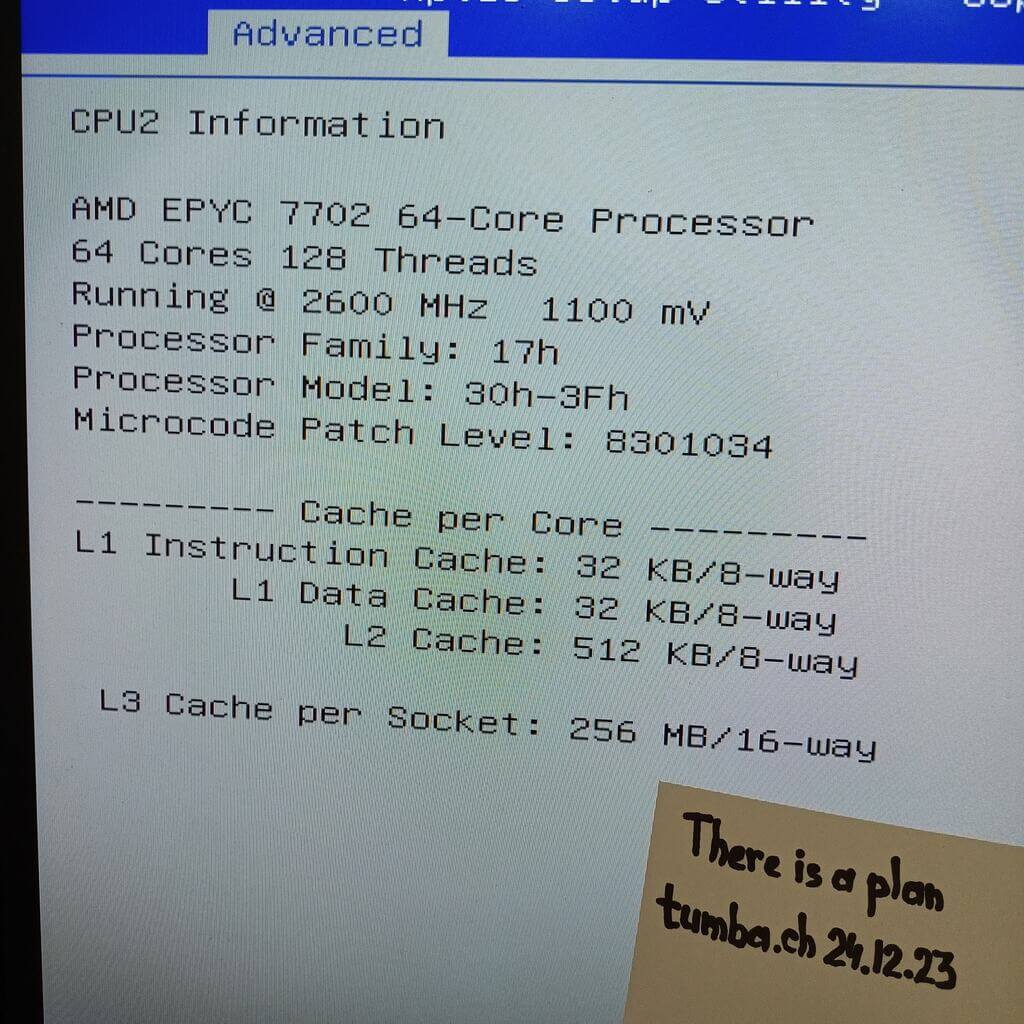 Advanced
CPU2 Information
AMD EPYC 7702 64-Core Processor
64 Cores 128 Threads
Running @ 2600 MHz 1100 mV
Processor Family: 17h
Processor Model: 30h-3Fh
Microcode Patch Level: 8301034
--------- Cache per Core ---------
L1 Instruction Cache: 32 KB/8-way
L1 Data Cache: 32 KB/8-way
L2 Cache: 512 KB/8-way
L3 Cache per Socket: 256 MB/16-way
There is a plan
tumba.ch 24.12.23